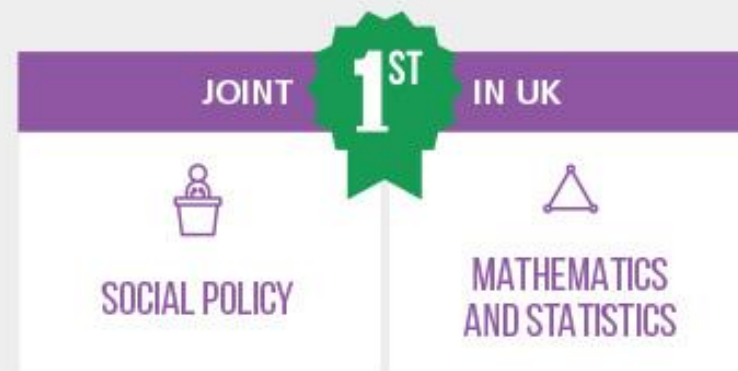 JOINT 1ST IN UK
SOCIAL POLICY
MATHEMATICS
AND STATISTICS